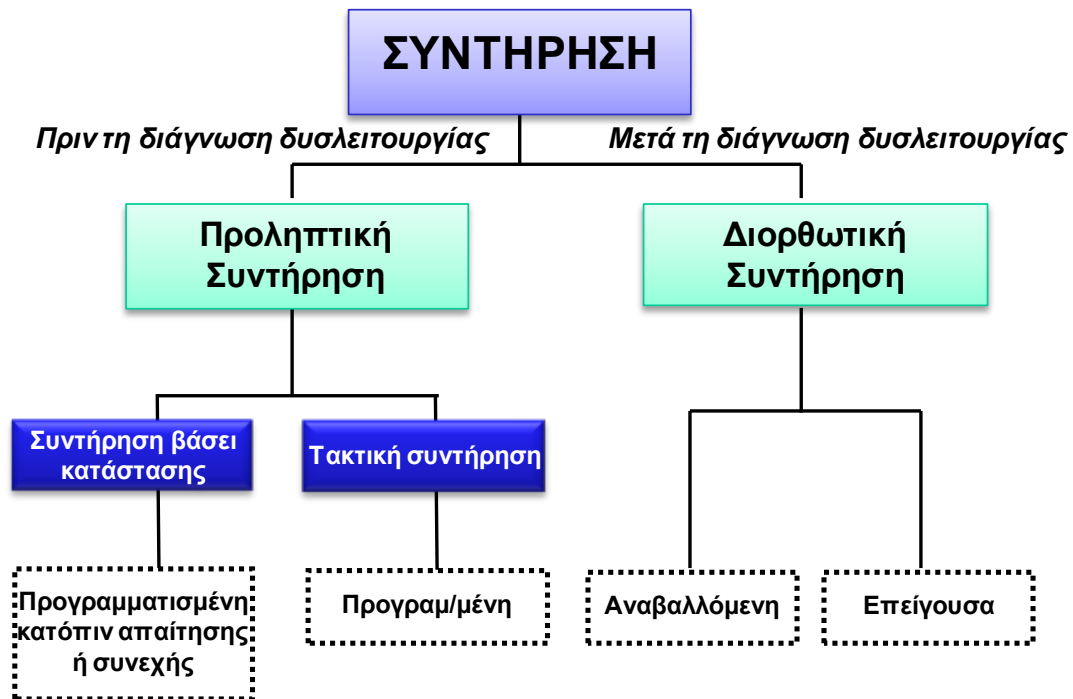 ΣΥΝΤΗΡΗΣΗ
Πριν τη διάγνωση δυσλειτουργίας
Μετά τη διάγνωση δυσλειτουργίας
Προληπτική
Συντήρηση
Διορθωτική
Συντήρηση
Συντήρηση βάσει
κατάστασης
Τακτική συντήρηση
Προγραμματισμένη
κατόπιν απαίτησης
ή συνεχής
Προγραμ/μένη
Αναβαλλόμενη
Επείγουσα